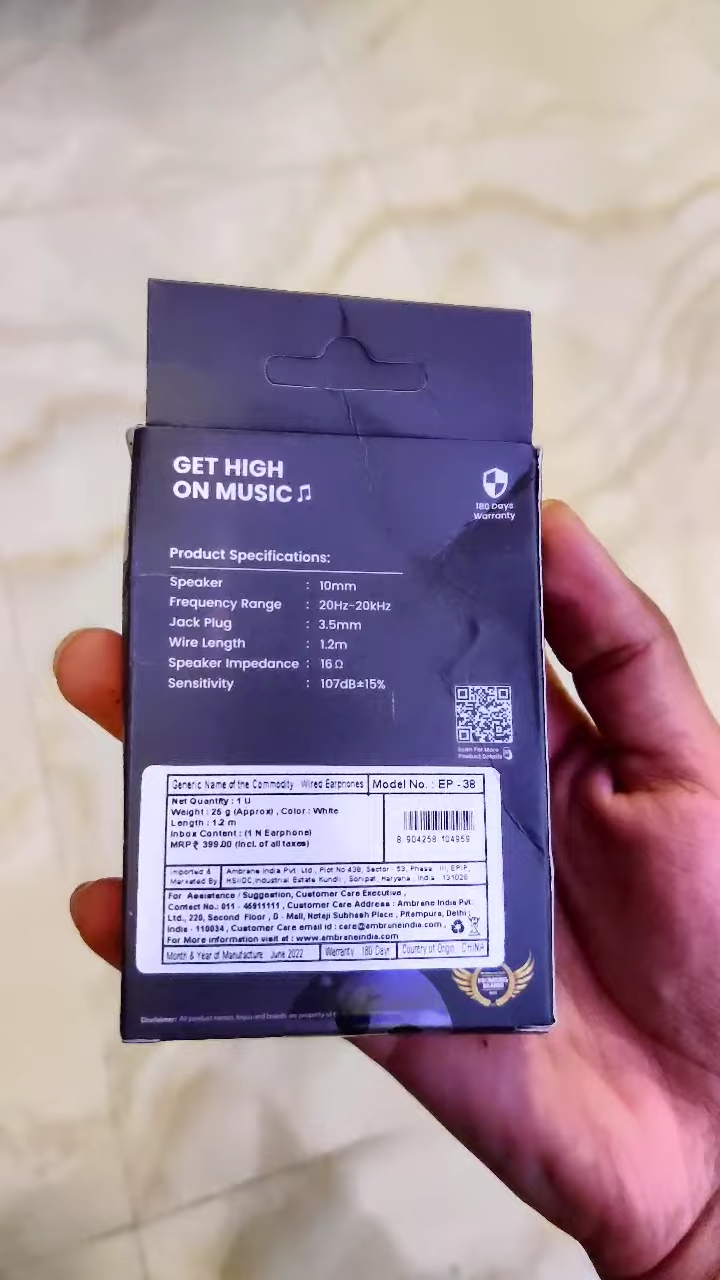 GET HIGH
ON MUSIC
180 Days
Warranty
Product Specifications:
Speaker : 10mm
Frequency Range : 20Hz-20kHz
Jack Plug : 3.5mm
Wire Length : 1.2m
Speaker Impedance : 16 Ω
Sensitivity : 107dB±15%
Scan For More
Product Details
Generic Name of the Commodity Wired Earphones Model No. : EP - 38
Net Quantity : 1 U
Weight : 25 g (Approx) , Color : White
Length : 1.2 m
Inbox Content : (1 N Earphone)
MRP ₹ 399.00 (Incl. of all taxes)
8 904258 104959
Imported & Marketed By
Ambrane India Pvt. Ltd., Plot No 438, Sector - 53, Phase III, EPIP,
HSIIDC, Industrial Estate Kundli, Sonipat, Haryana, India - 131028
For Assistance / Suggestion, Customer Care Executive ,
Contact No.: 011 - 46911111 , Customer Care Address : Ambrane India Pvt.
Ltd., 220, Second Floor , D - Mall, Netaji Subhash Place , Pitampura, Delhi
India - 110034 , Customer Care email id : care@ambraneindia.com,
For More information visit at : www.ambraneindia.com
Month & Year of Manufacture June 2022 Warranty 180 Days Country of Origin CHINA
Disclaimer: All product names, logos and brands are property of